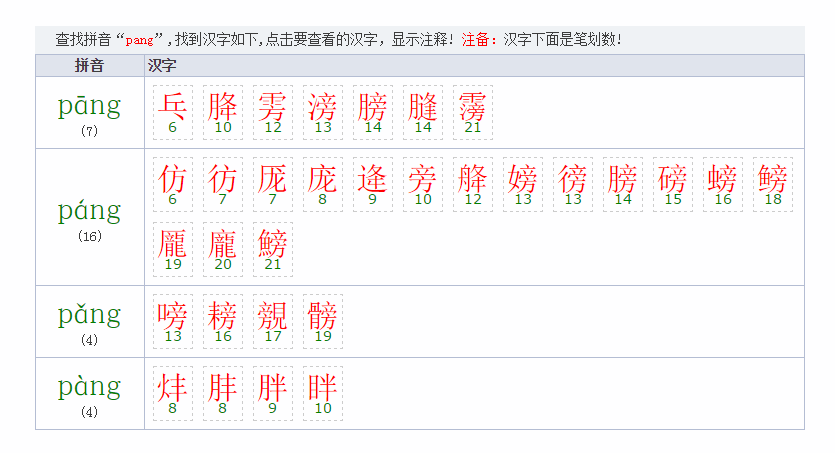 查找拼音“pang”,找到汉字如下,点击要查看的汉字，显示注释！注备：汉字下面是笔划数！
拼音 汉字
pāng
(7)
乓 胮 雱 滂 膀 膖 霶
6 10 12 13 14 14 21
páng
(16)
仿 彷 厐 庞 逄 旁 舽 嫎 徬 膀 磅 螃 鳑
6 7 7 8 9 10 12 13 13 14 15 16 18
龎 龐 鰟
19 20 21
pǎng
(4)
嗙 耪 覫 髈
13 16 17 19
pàng
(4)
炐 肨 胖 眫
8 8 9 10